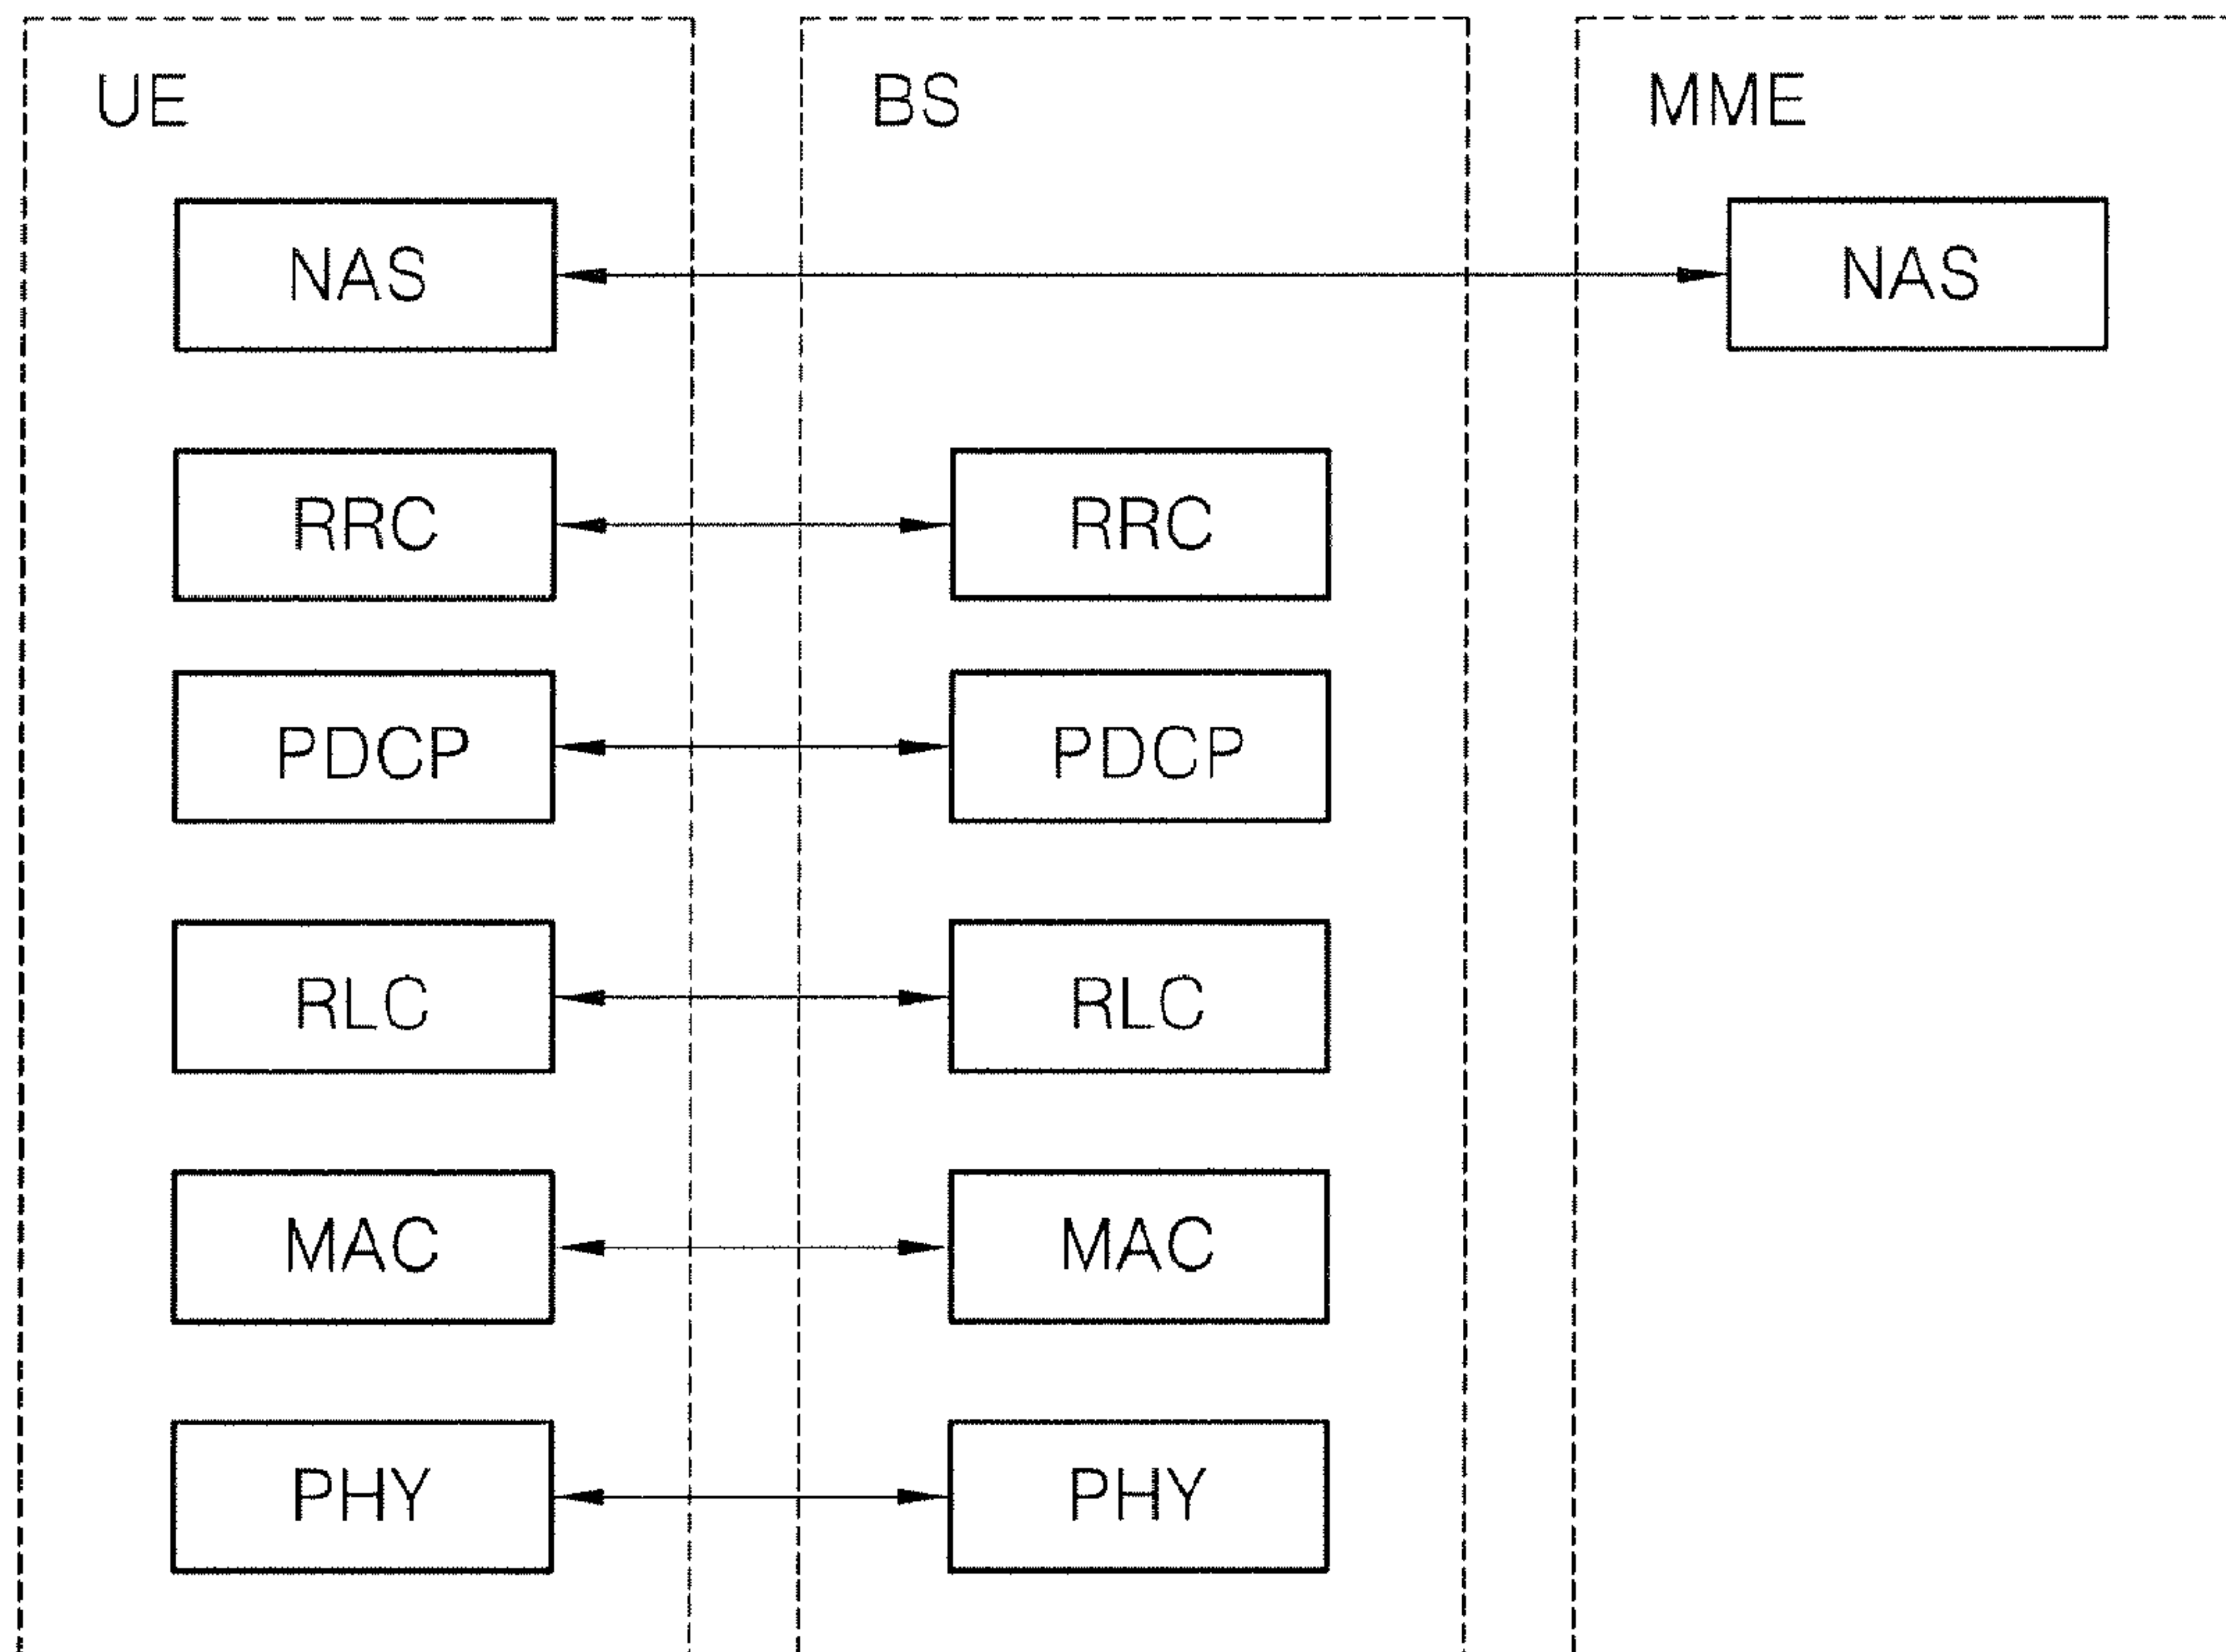 UE BS MME
NAS NAS
RRC RRC
PDCP PDCP
RLC RLC
MAC MAC
PHY PHY